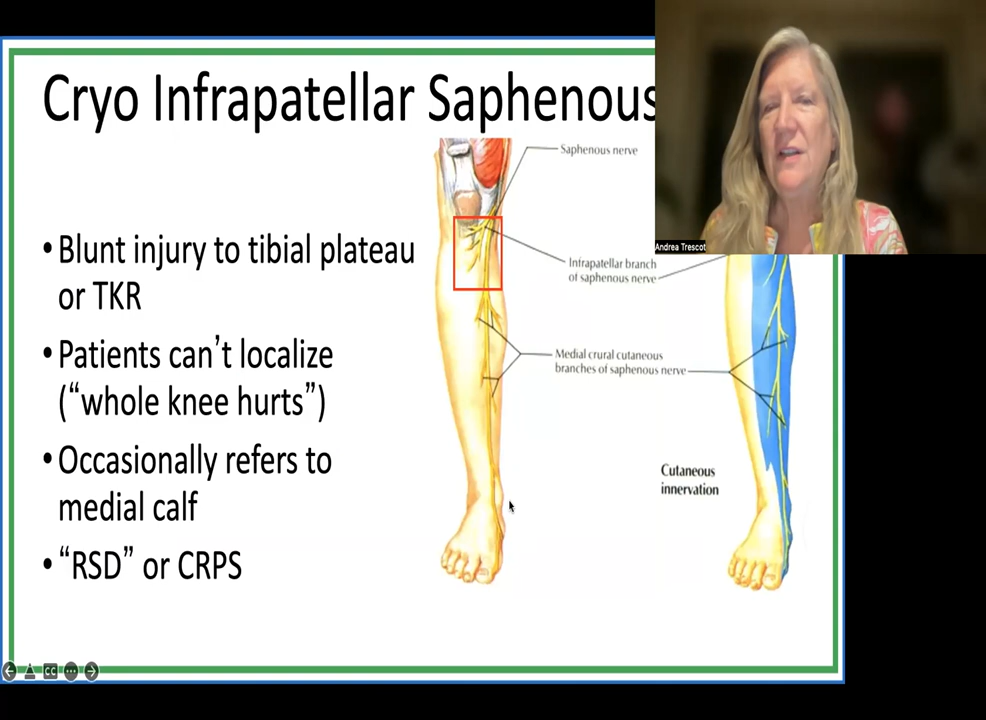 Cryo Infrapatellar Saphenous
Andrea Trescot
• Blunt injury to tibial plateau
or TKR
• Patients can’t localize
(“whole knee hurts”)
• Occasionally refers to
medial calf
• “RSD” or CRPS
Saphenous nerve
Infrapatellar branch
of saphenous nerve
Medial crural cutaneous
branches of saphenous nerve
Cutaneous
innervation
CC